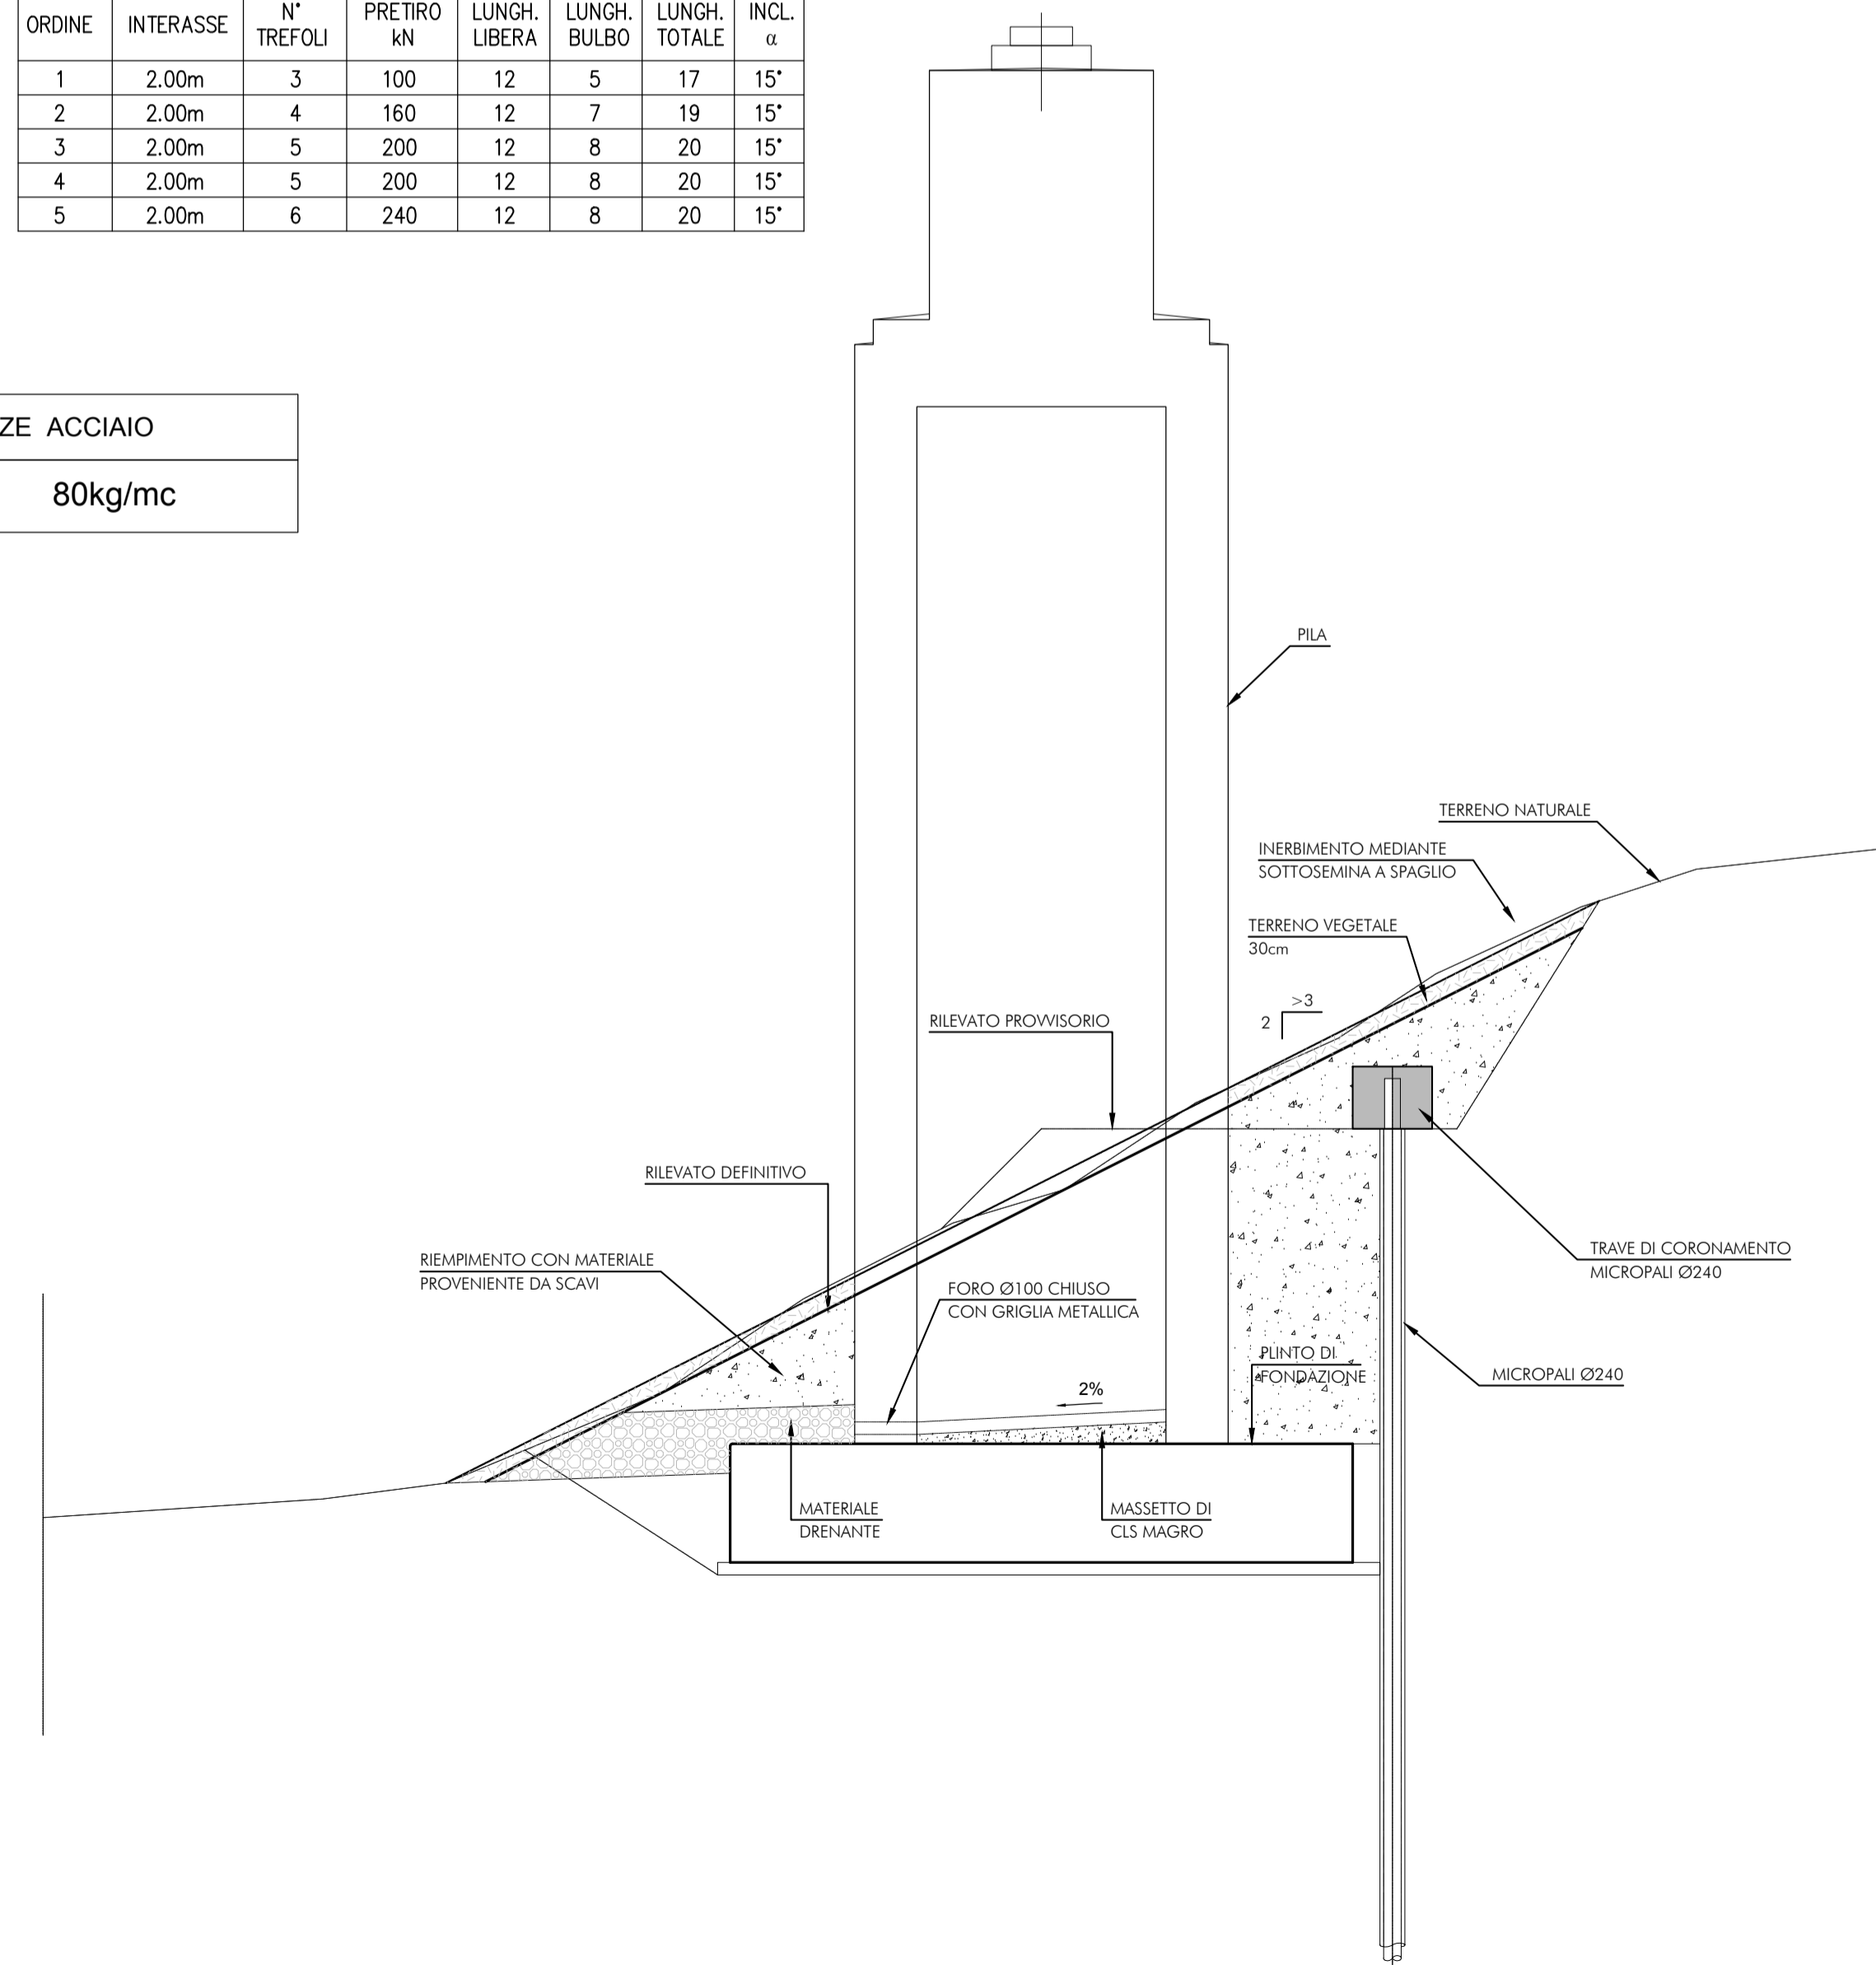 ORDINE INTERASSE N° TREFOLI PRETIRO kN LUNGH. LIBERA LUNGH. BULBO LUNGH. TOTALE INCL. α
1 2.00m 3 100 12 5 17 15°
2 2.00m 4 160 12 7 19 15°
3 2.00m 5 200 12 8 20 15°
4 2.00m 5 200 12 8 20 15°
5 2.00m 6 240 12 8 20 15°
ZE ACCIAIO
80kg/mc
PILA
TERRENO NATURALE
INERBIMENTO MEDIANTE
SOTTOSEMINA A SPAGLIO
TERRENO VEGETALE
30cm
>3
2
RILEVATO PROVVISORIO
RILEVATO DEFINITIVO
RIEMPIMENTO CON MATERIALE
PROVENIENTE DA SCAVI
FORO Ø100 CHIUSO
CON GRIGLIA METALLICA
TRAVE DI CORONAMENTO
MICROPALI Ø240
PLINTO DI
FONDAZIONE
MICROPALI Ø240
2%
MATERIALE
DRENANTE
MASSETTO DI
CLS MAGRO